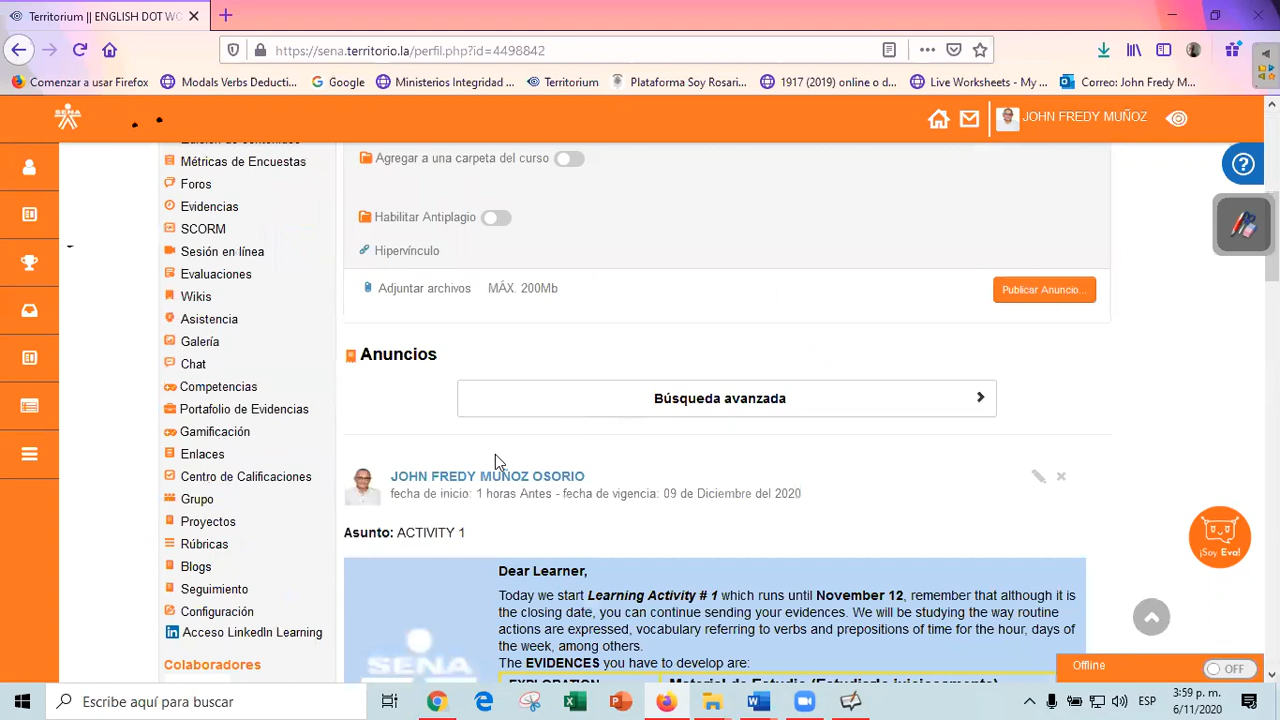 Territorium || ENGLISH DOT WO
https://sena.territorio.la/perfil.php?id=4498842
Comenzar a usar Firefox
Modals Verbs Deducti...
Google
Ministerios Integridad ...
Territorium
Plataforma Soy Rosari...
1917 (2019) online o d...
Live Worksheets - My ...
Correo: John Fredy M...
SENA
JOHN FREDY MUÑOZ
Métricas de Encuestas
Foros
Evidencias
SCORM
Sesión en línea
Evaluaciones
Wikis
Asistencia
Galería
Chat
Competencias
Portafolio de Evidencias
Gamificación
Enlaces
Centro de Calificaciones
Grupo
Proyectos
Rúbricas
Blogs
Seguimiento
Configuración
Acceso LinkedIn Learning
Colaboradores
Agregar a una carpeta del curso
Habilitar Antiplagio
Hipervínculo
Adjuntar archivos MÁX. 200Mb
Publicar Anuncio...
Anuncios
Búsqueda avanzada
JOHN FREDY MUÑOZ OSORIO
fecha de inicio: 1 horas Antes - fecha de vigencia: 09 de Diciembre del 2020
Asunto: ACTIVITY 1
SENA
Dear Learner,
Today we start Learning Activity # 1 which runs until November 12, remember that although it is
the closing date, you can continue sending your evidences. We will be studying the way routine
actions are expressed, vocabulary referring to verbs and prepositions of time for the hour, days of
the week, among others.
The EVIDENCES you have to develop are:
EXPLORATION Material de Estudio (Estudiarlo juiciosamente)
¡Soy Eva!
Offline
OFF
Escribe aquí para buscar
ESP
3:59 p. m.
6/11/2020